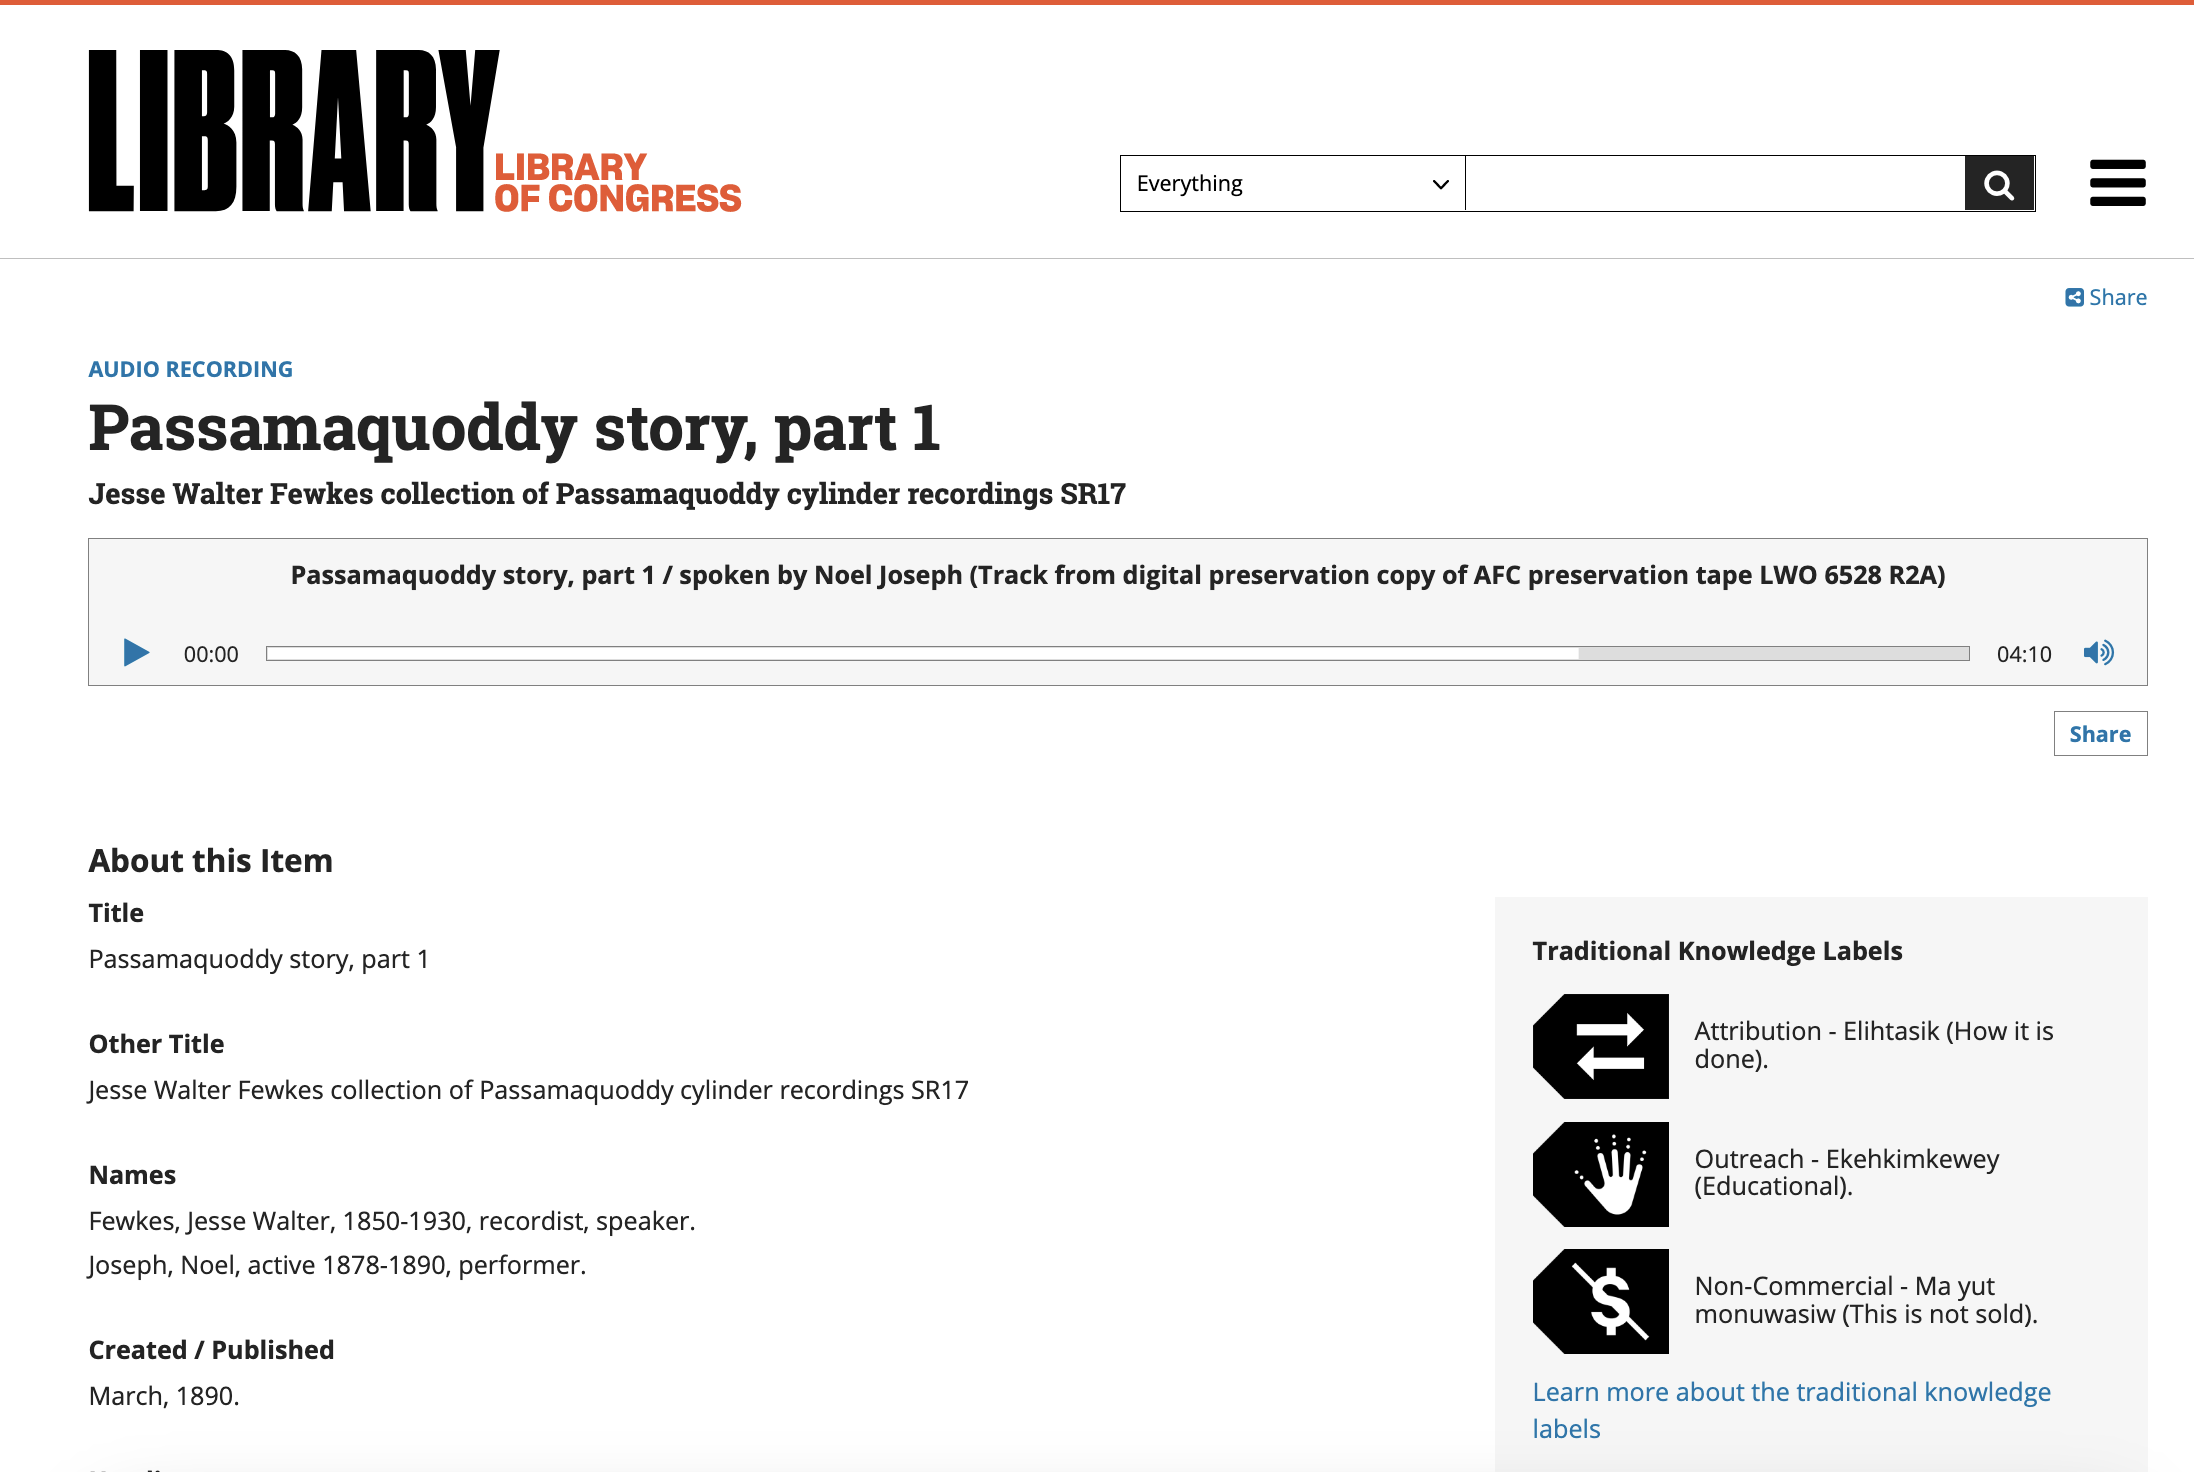 LIBRARY
LIBRARY
OF CONGRESS
Everything
Share
AUDIO RECORDING
Passamaquoddy story, part 1
Jesse Walter Fewkes collection of Passamaquoddy cylinder recordings SR17
Passamaquoddy story, part 1 / spoken by Noel Joseph (Track from digital preservation copy of AFC preservation tape LWO 6528 R2A)
00:00
04:10
Share
About this Item
Title
Passamaquoddy story, part 1
Other Title
Jesse Walter Fewkes collection of Passamaquoddy cylinder recordings SR17
Names
Fewkes, Jesse Walter, 1850-1930, recordist, speaker.
Joseph, Noel, active 1878-1890, performer.
Created / Published
March, 1890.
Traditional Knowledge Labels
Attribution - Elihtasik (How it is
done).
Outreach - Ekehkimkewey
(Educational).
$
Non-Commercial - Ma yut
monuwasiw (This is not sold).
Learn more about the traditional knowledge
labels